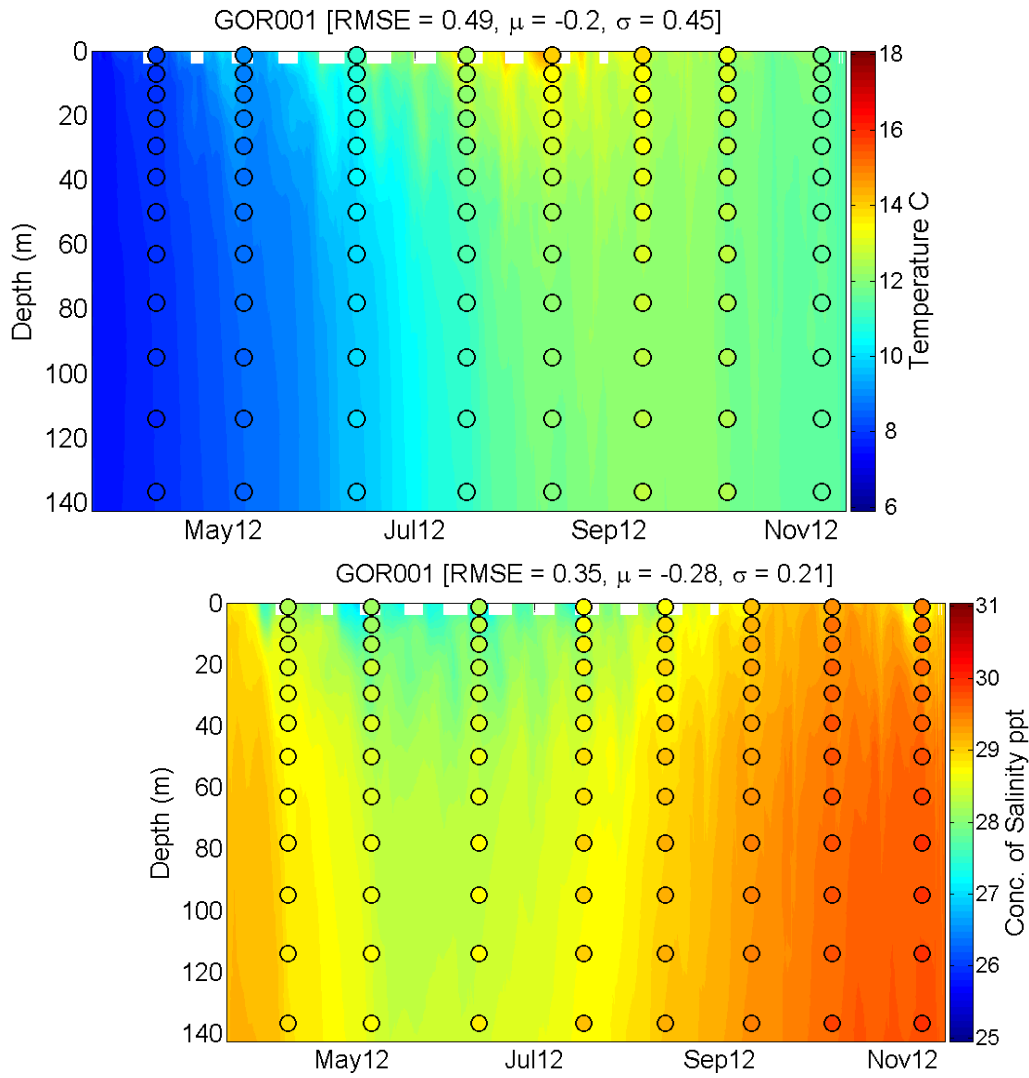 GOR001 [RMSE = 0.49, μ = -0.2, σ = 0.45]
0
20
40
60
80
100
120
140
Depth (m)
May12
Jul12
Sep12
Nov12
18
16
14
12
10
8
6
Temperature C
GOR001 [RMSE = 0.35, μ = -0.28, σ = 0.21]
0
20
40
60
80
100
120
140
Depth (m)
May12
Jul12
Sep12
Nov12
31
30
29
28
27
26
25
Conc. of Salinity ppt